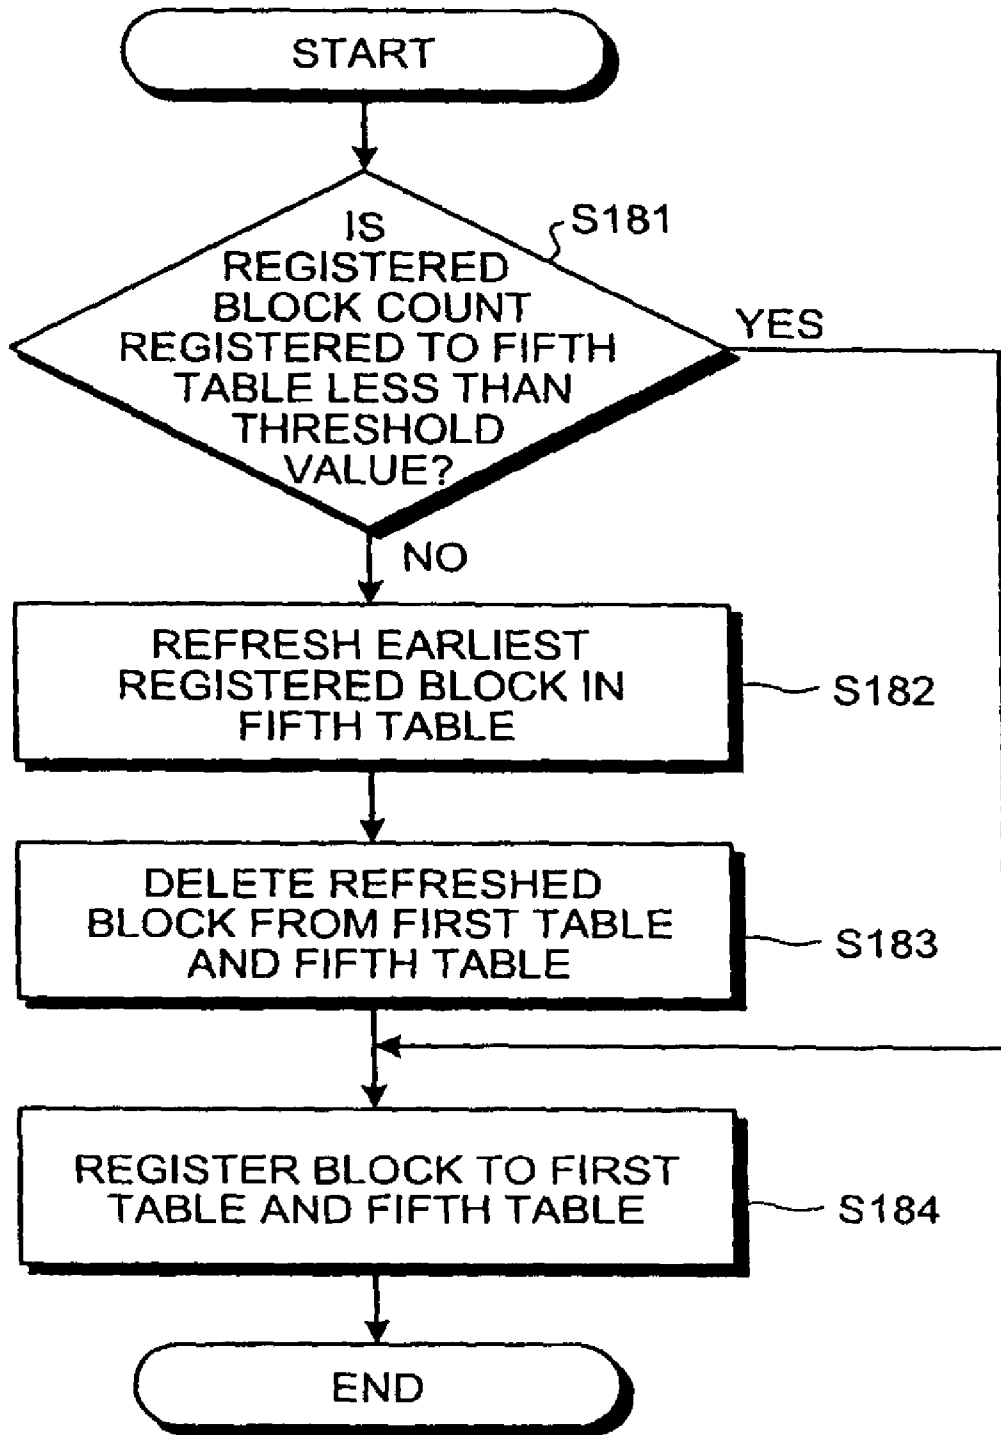 START
IS
REGISTERED
BLOCK COUNT
REGISTERED TO FIFTH
TABLE LESS THAN
THRESHOLD
VALUE?
S181
YES
NO
REFRESH EARLIEST
REGISTERED BLOCK IN
FIFTH TABLE
S182
DELETE REFRESHED
BLOCK FROM FIRST TABLE
AND FIFTH TABLE
S183
REGISTER BLOCK TO FIRST
TABLE AND FIFTH TABLE
S184
END